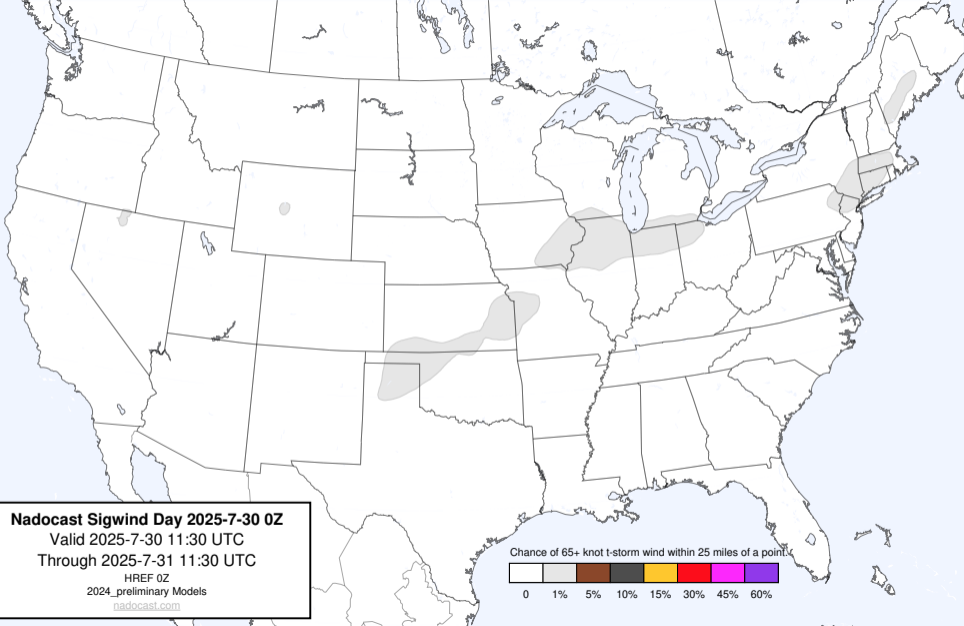 Nadocast Sigwind Day 2025-7-30 0Z
Valid 2025-7-30 11:30 UTC
Through 2025-7-31 11:30 UTC
HREF 0Z
2024_preliminary Models
nadocast.com
Chance of 65+ knot t-storm wind within 25 miles of a point.
0 1% 5% 10% 15% 30% 45% 60%